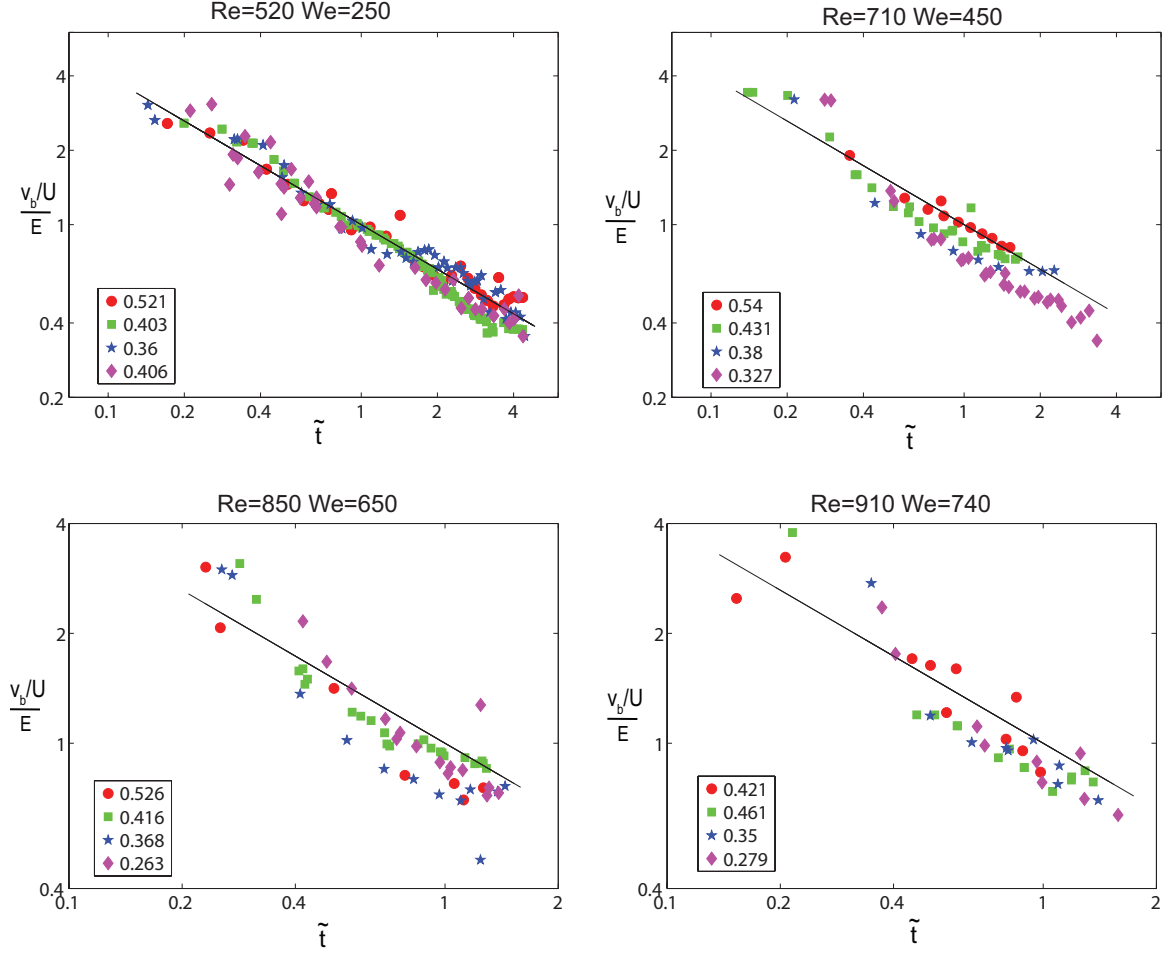 Re=520 We=250
4
2
1
0.4
0.2
v_b/U
E
0.521
0.403
0.36
0.406
0.1 0.2 0.4 1 2 4
t̃
Re=710 We=450
4
2
1
0.4
0.2
v_b/U
E
0.54
0.431
0.38
0.327
0.1 0.2 0.4 1 2 4
t̃
Re=850 We=650
4
2
1
0.4
v_b/U
E
0.526
0.416
0.368
0.263
0.1 0.2 0.4 1 2
t̃
Re=910 We=740
4
2
1
0.4
v_b/U
E
0.421
0.461
0.35
0.279
0.1 0.2 0.4 1 2
t̃